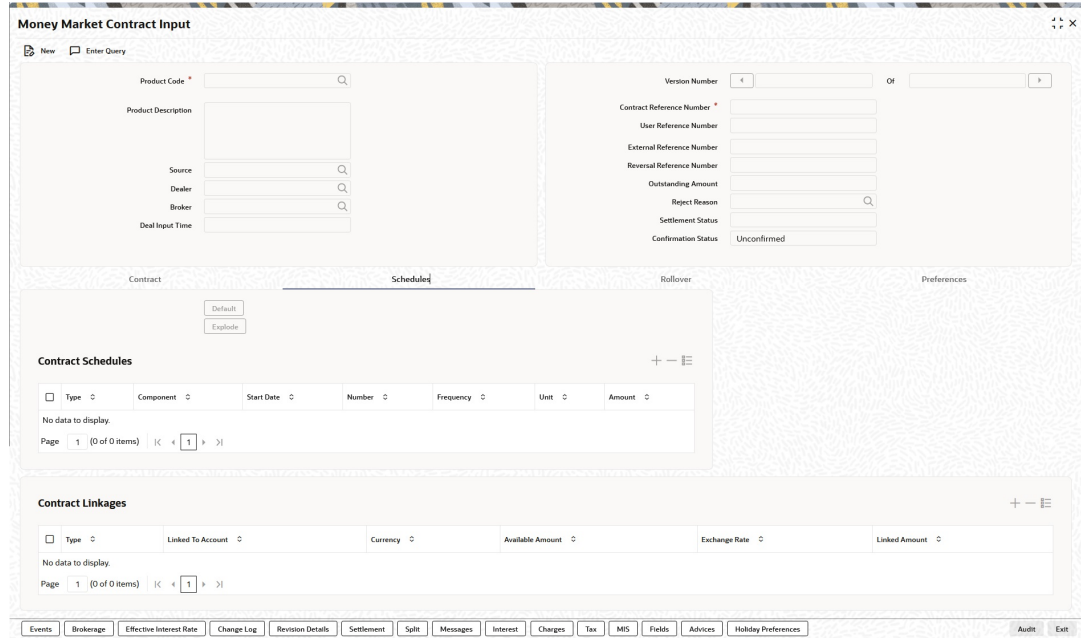 Money Market Contract Input
New Enter Query
Product Code *
Product Description
Source
Dealer
Broker
Deal Input Time
Version Number Of
Contract Reference Number *
User Reference Number
External Reference Number
Reversal Reference Number
Outstanding Amount
Reject Reason
Settlement Status
Confirmation Status Unconfirmed
Contract Schedules Rollover Preferences
Default
Explode
Contract Schedules
Type Component Start Date Number Frequency Unit Amount
No data to display.
Page 1 (0 of 0 items) 1
Contract Linkages
Type Linked To Account Currency Available Amount Exchange Rate Linked Amount
No data to display.
Page 1 (0 of 0 items) 1
Events Brokerage Effective Interest Rate Change Log Revision Details Settlement Split Messages Interest Charges Tax MIS Fields Advices Holiday Preferences Audit Exit